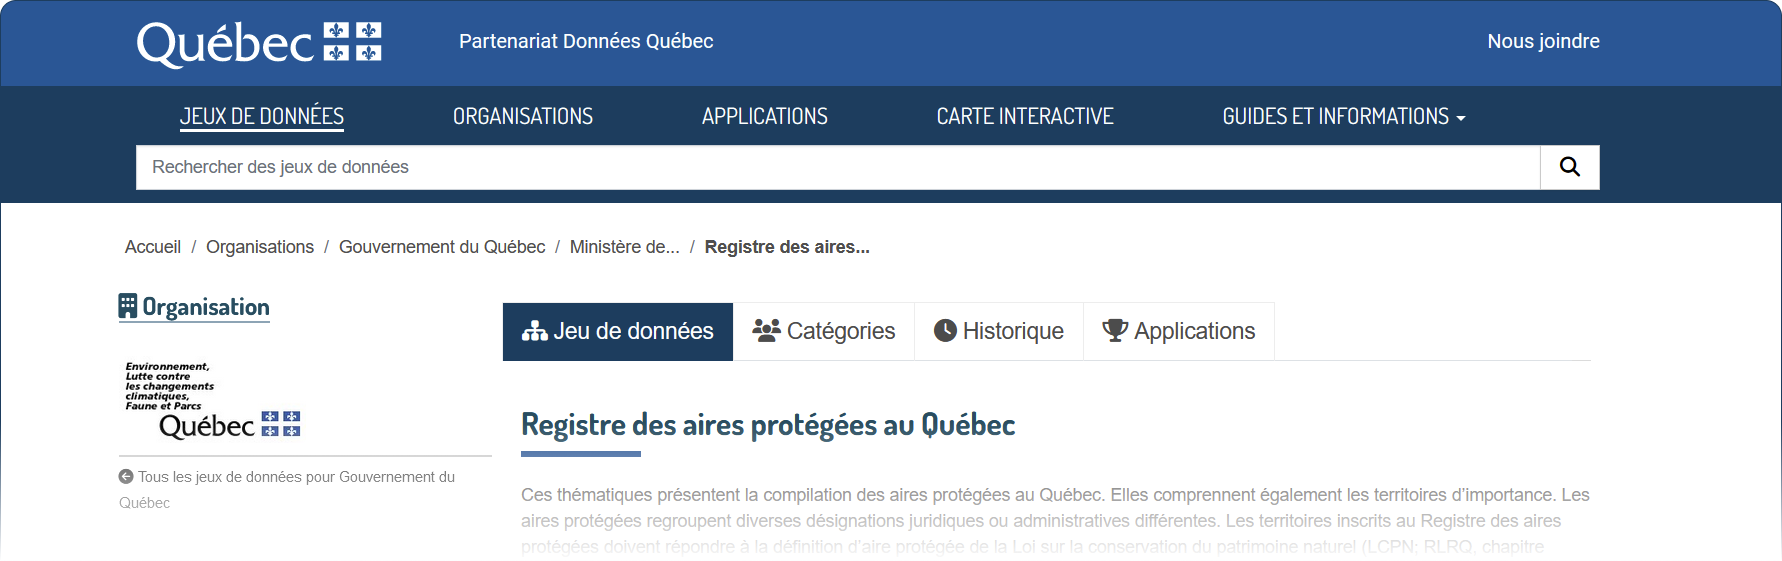 Québec
Partenariat Données Québec
Nous joindre
JEUX DE DONNÉES
ORGANISATIONS
APPLICATIONS
CARTE INTERACTIVE
GUIDES ET INFORMATIONS
Rechercher des jeux de données
Accueil / Organisations / Gouvernement du Québec / Ministère de... / Registre des aires...
Organisation
Environnement,
Lutte contre
les changements
climatiques,
Faune et Parcs
Québec
Tous les jeux de données pour Gouvernement du
Québec
Jeu de données
Catégories
Historique
Applications
Registre des aires protégées au Québec
Ces thématiques présentent la compilation des aires protégées au Québec. Elles comprennent également les territoires d’importance. Les
aires protégées regroupent diverses désignations juridiques ou administratives différentes. Les territoires inscrits au Registre des aires
protégées doivent répondre à la définition d’aire protégée de la Loi sur la conservation du patrimoine naturel (LCPN; RLRQ, chapitre